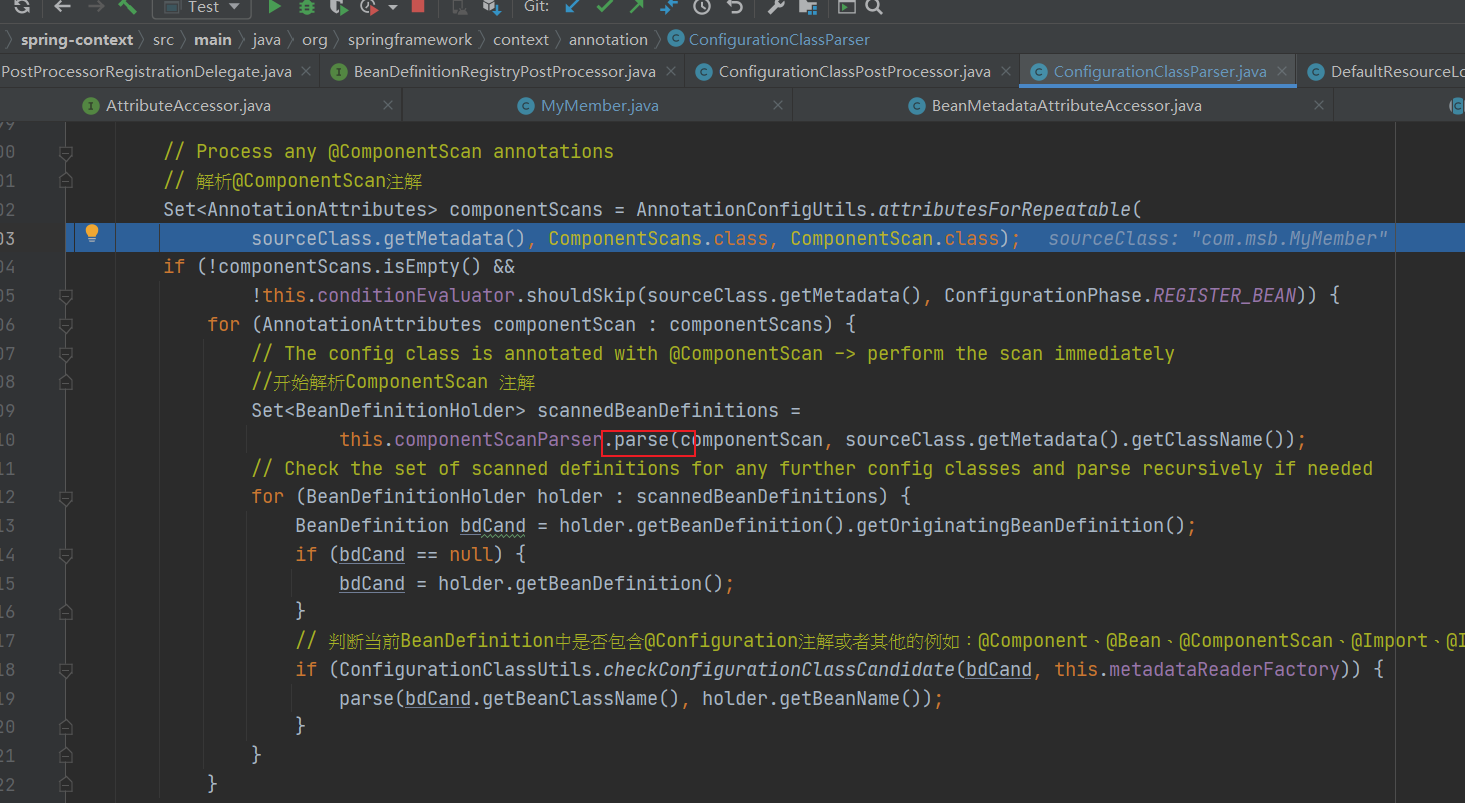 Test Git:
spring-context src main java org springframework context annotation ConfigurationClassParser
PostProcessorRegistrationDelegate.java BeanDefinitionRegistryPostProcessor.java ConfigurationClassPostProcessor.java ConfigurationClassParser.java DefaultResourceLo
AttributeAccessor.java MyMember.java BeanMetadataAttributeAccessor.java
99
00 // Process any @ComponentScan annotations
01 // 解析@ComponentScan注解
02 Set<AnnotationAttributes> componentScans = AnnotationConfigUtils.attributesForRepeatable(
03 sourceClass.getMetadata(), ComponentScans.class, ComponentScan.class); sourceClass: "com.msb.MyMember"
04 if (!componentScans.isEmpty() &&
05 !this.conditionEvaluator.shouldSkip(sourceClass.getMetadata(), ConfigurationPhase.REGISTER_BEAN)) {
06 for (AnnotationAttributes componentScan : componentScans) {
07 // The config class is annotated with @ComponentScan -> perform the scan immediately
08 //开始解析ComponentScan 注解
09 Set<BeanDefinitionHolder> scannedBeanDefinitions =
10 this.componentScanParser.parse(componentScan, sourceClass.getMetadata().getClassName());
11 // Check the set of scanned definitions for any further config classes and parse recursively if needed
12 for (BeanDefinitionHolder holder : scannedBeanDefinitions) {
13 BeanDefinition bdCand = holder.getBeanDefinition().getOriginatingBeanDefinition();
14 if (bdCand == null) {
15 bdCand = holder.getBeanDefinition();
16 }
17 // 判断当前BeanDefinition中是否包含@Configuration注解或者其他的例如：@Component、@Bean、@ComponentScan、@Import、@I
18 if (ConfigurationClassUtils.checkConfigurationClassCandidate(bdCand, this.metadataReaderFactory)) {
19 parse(bdCand.getBeanClassName(), holder.getBeanName());
20 }
21 }
22 }